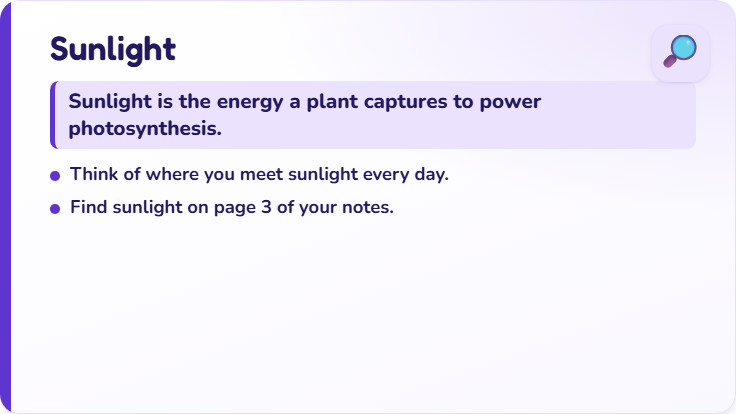 Sunlight
Sunlight is the energy a plant captures to power
photosynthesis.
Think of where you meet sunlight every day.
Find sunlight on page 3 of your notes.